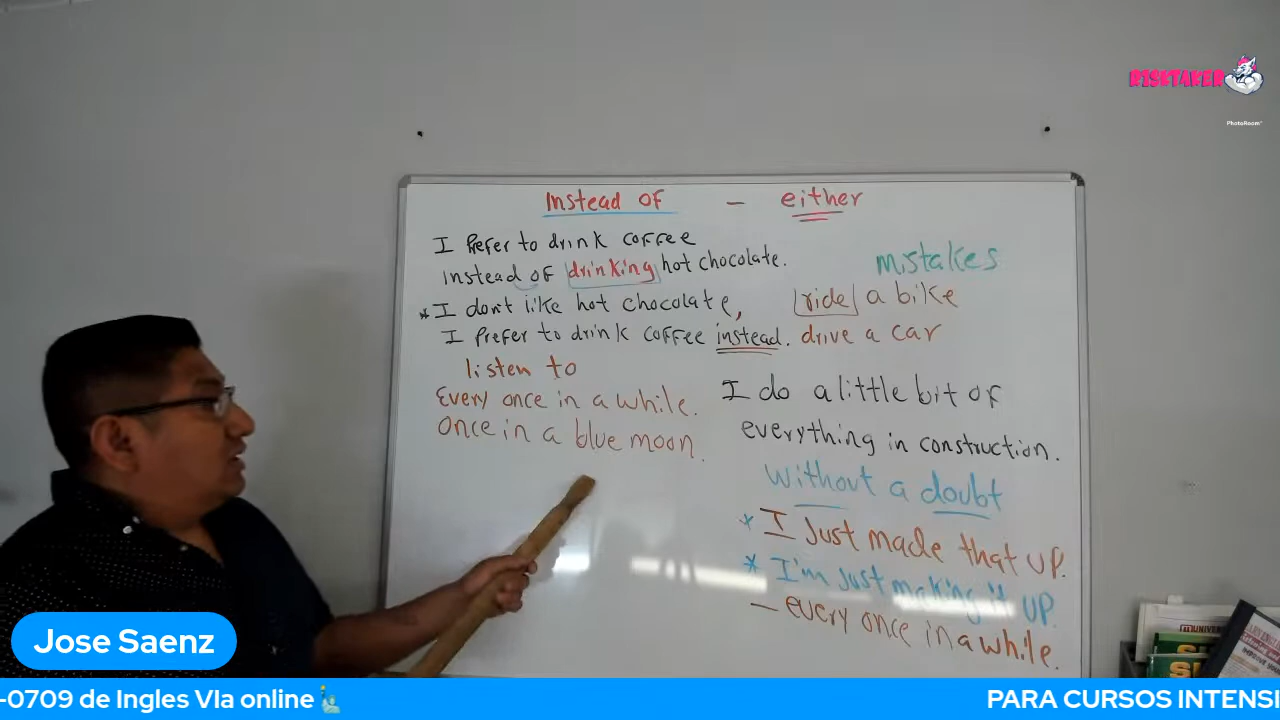 RISKTAKER
PhotoRoom
Instead OF - either
I Prefer to drink coffee
instead of drinking hot chocolate.
mistakes
* I don't like hot chocolate,
ride a bike
I Prefer to drink coffee instead.
drive a car
listen to
Every once in a while.
Once in a blue moon.
I do a little bit of
everything in construction.
without a doubt
* I Just made that UP.
* I'm Just making it UP.
- every once in a while.
Jose Saenz
-0709 de Ingles VIa online
PARA CURSOS INTENSI